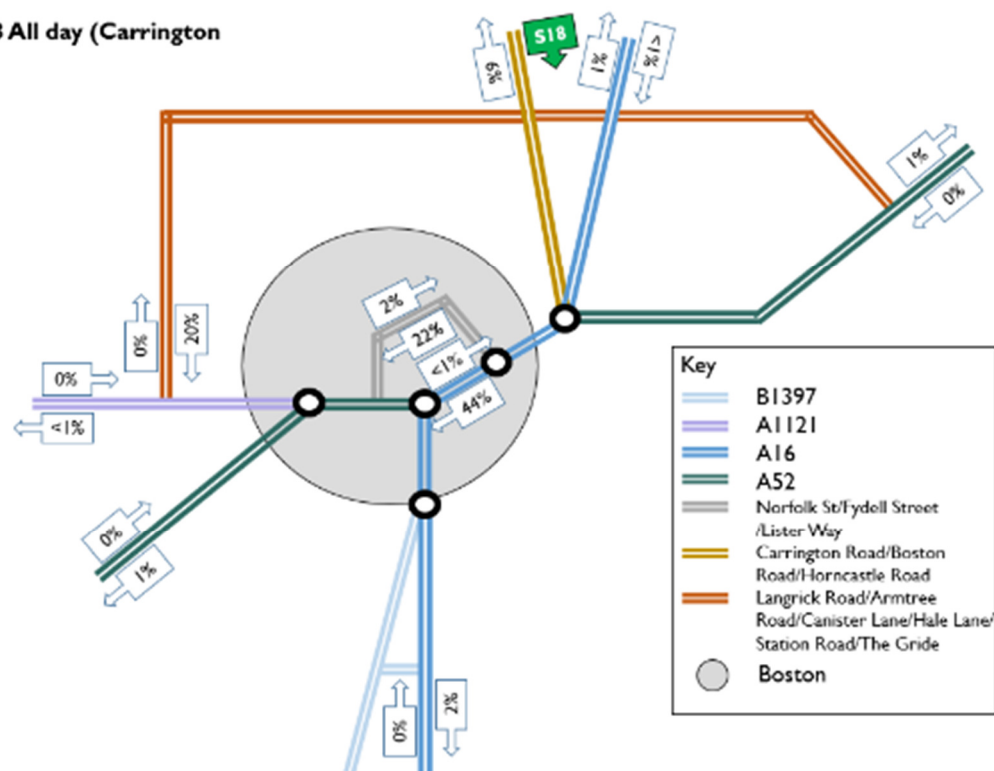 8 All day (Carrington
6%
S18
1%
<1%
1%
0%
2%
22%
<1%
44%
0%
20%
0%
<1%
0%
1%
0%
2%
Key
B1397
A1121
A16
A52
Norfolk St/Fydell Street
/Lister Way
Carrington Road/Boston
Road/Horncastle Road
Langrick Road/Armtree
Road/Canister Lane/Hale Lane/
Station Road/The Gride
Boston